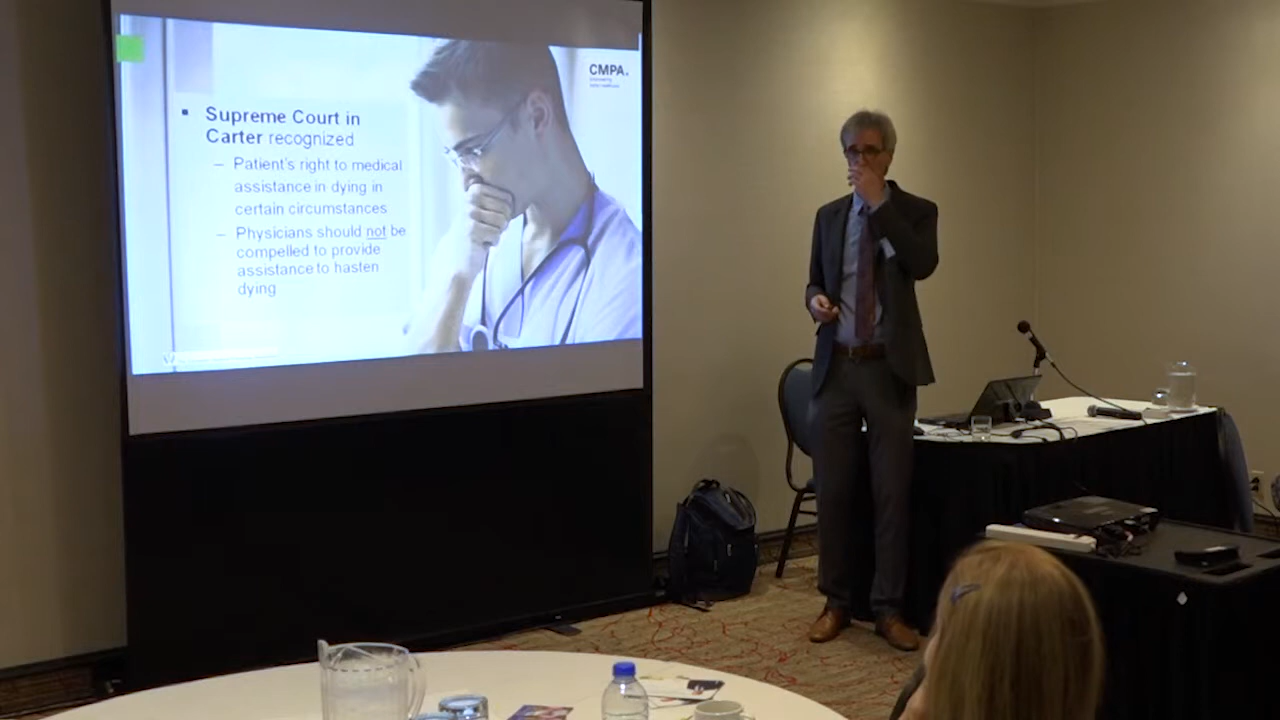 CMPA.
▪ Supreme Court in
Carter recognized
– Patient's right to medical
assistance in dying in
certain circumstances
– Physicians should not be
compelled to provide
assistance to hasten
dying